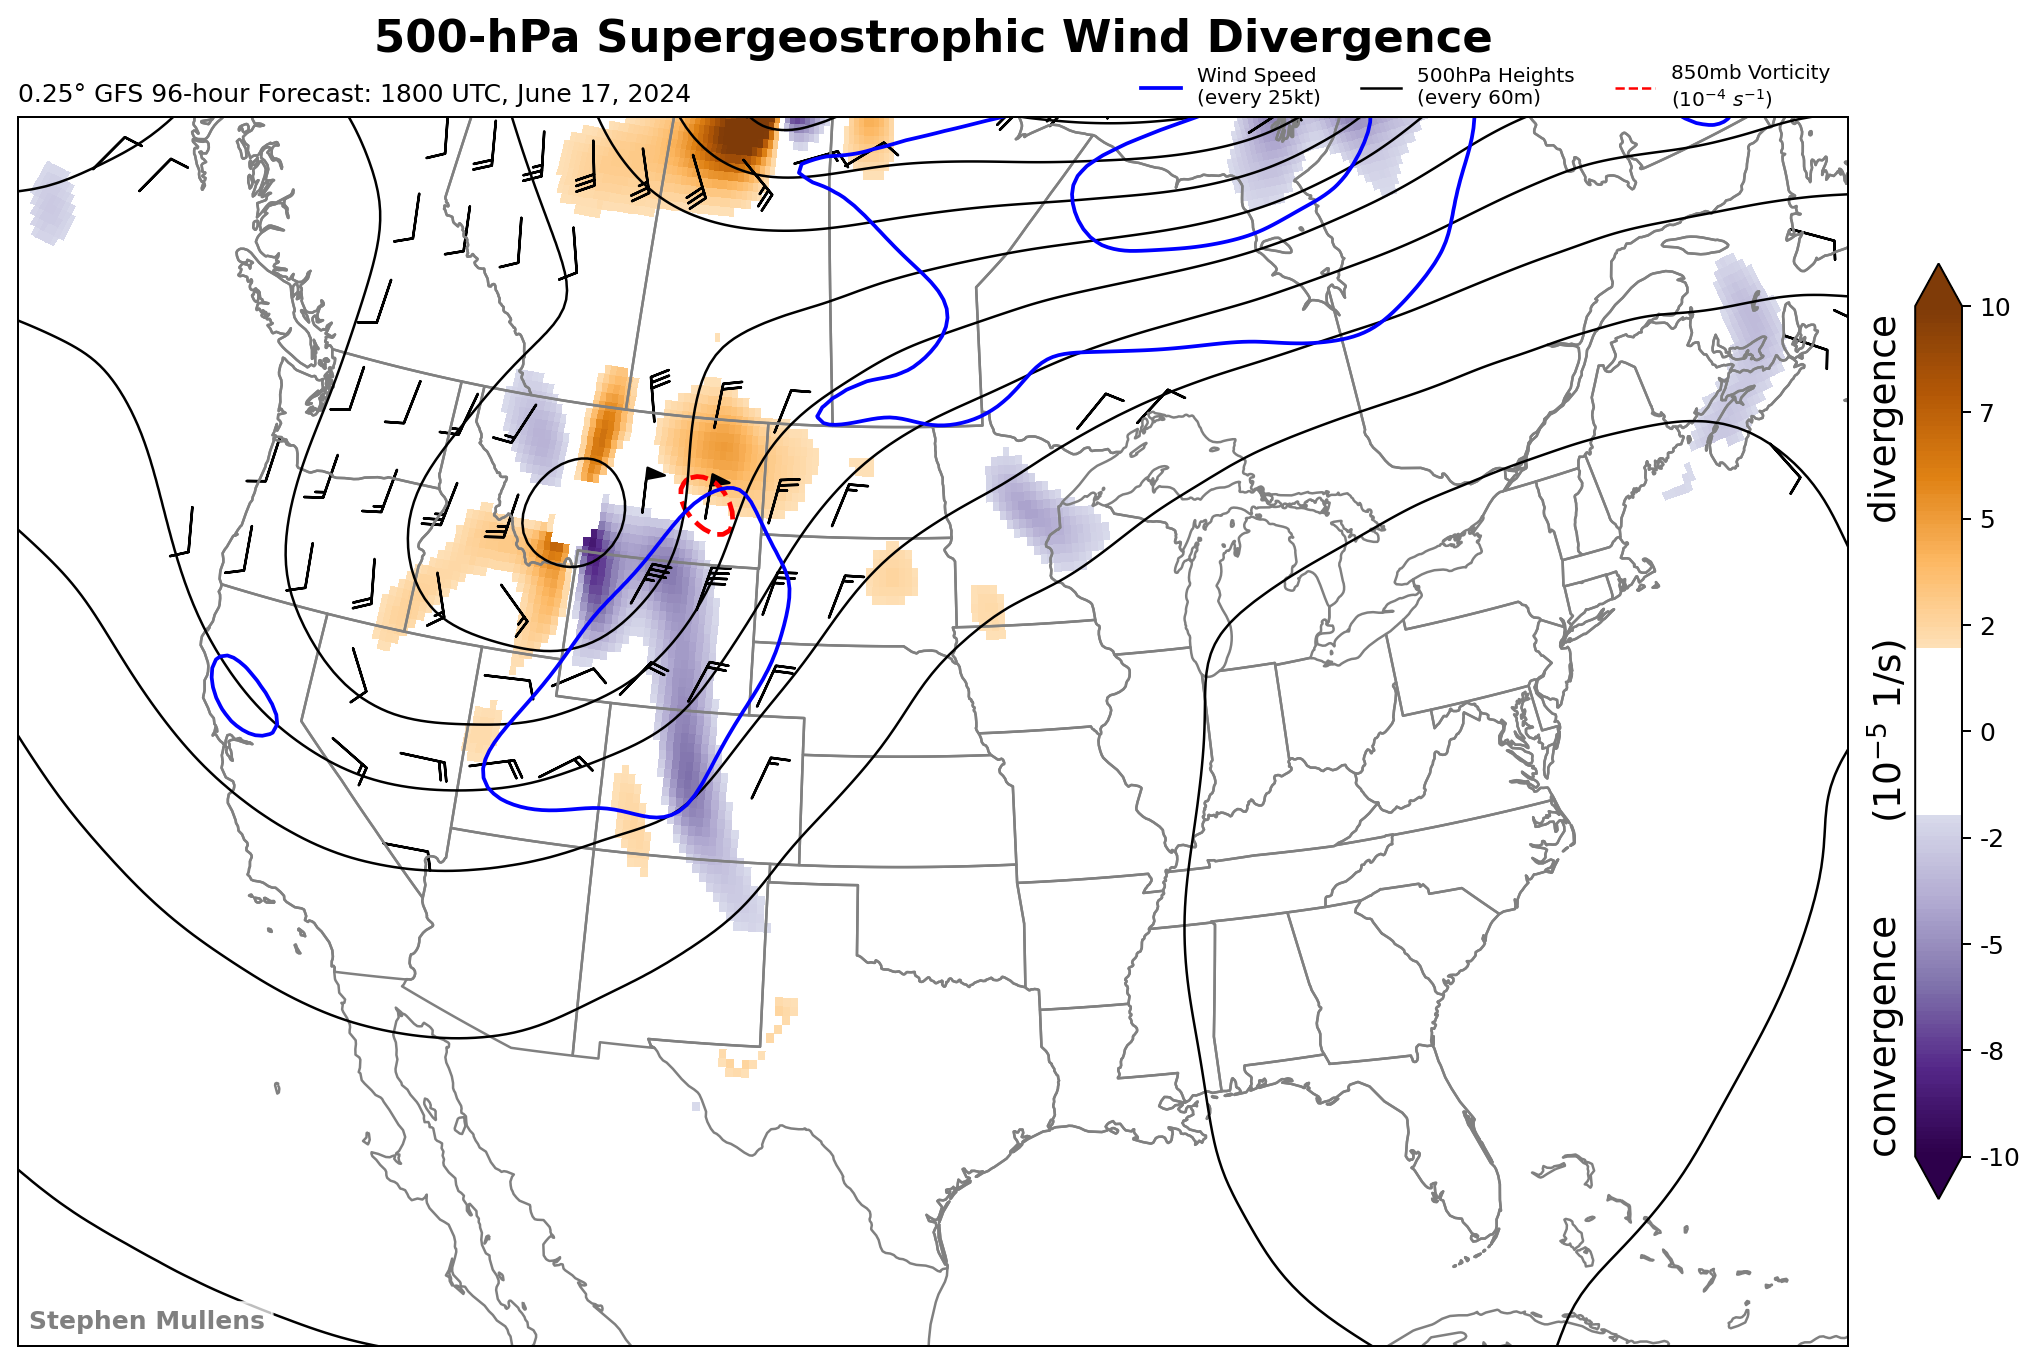 500-hPa Supergeostrophic Wind Divergence
0.25° GFS 96-hour Forecast: 1800 UTC, June 17, 2024
Wind Speed
(every 25kt)
500hPa Heights
(every 60m)
850mb Vorticity
(10⁻⁴ s⁻¹)
10
7
5
2
0
-2
-5
-8
-10
convergence (10⁻⁵ 1/s) divergence
Stephen Mullens